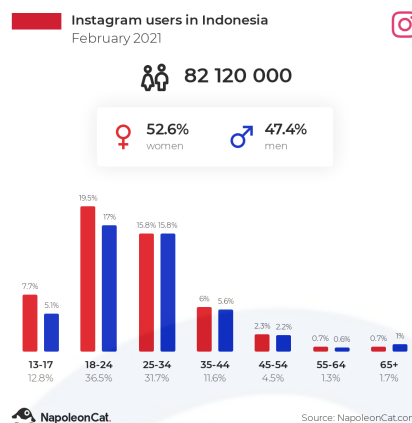 Instagram users in Indonesia
February 2021
82 120 000
52.6% 47.4%
women men
19.5%
17%
15.8% 15.8%
7.7%
5.1%
6% 5.6%
2.3% 2.2%
0.7% 0.6% 0.7% 1%
13-17 18-24 25-34 35-44 45-54 55-64 65+
12.8% 36.5% 31.7% 11.6% 4.5% 1.3% 1.7%
NapoleonCat. Source: NapoleonCat.com